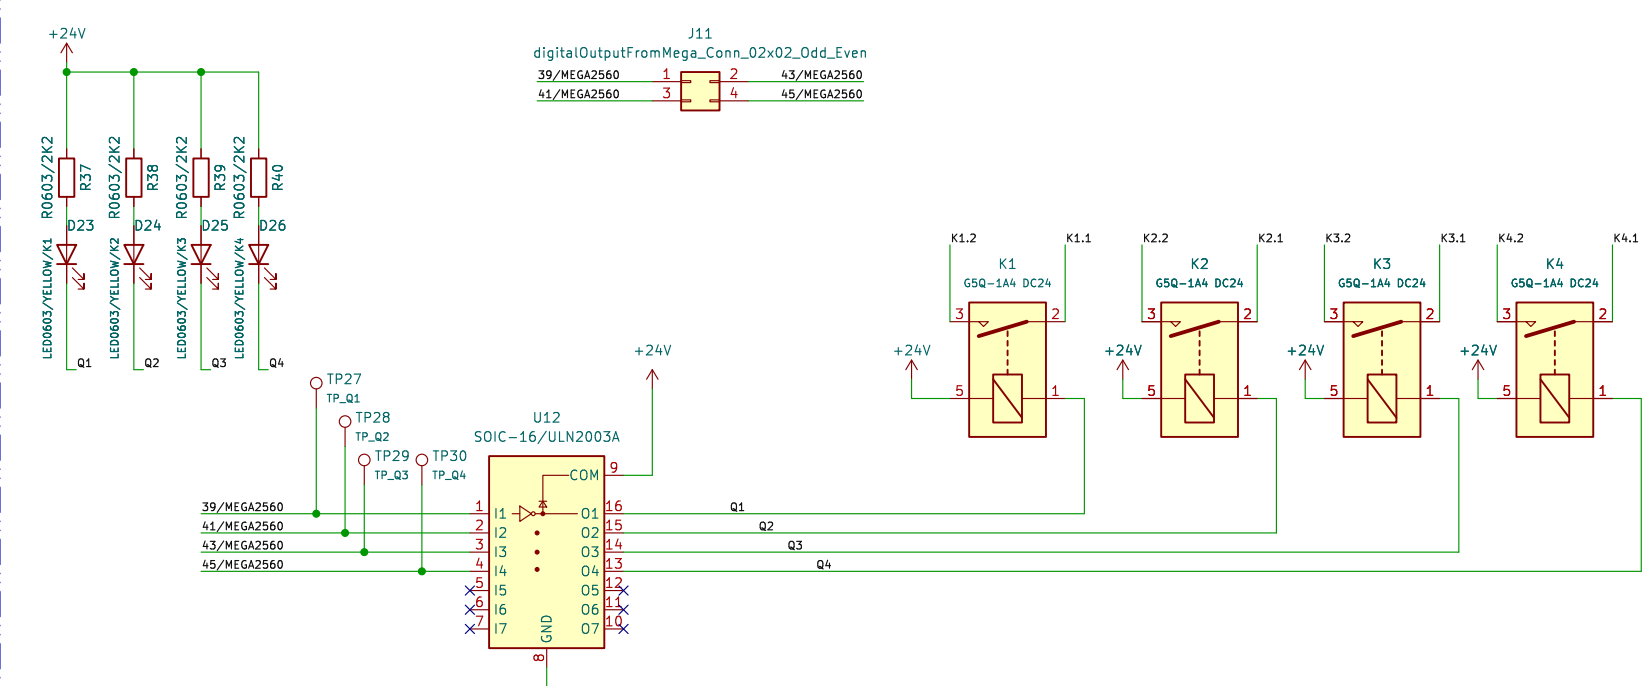 +24V
J11
digitalOutputFromMega_Conn_02x02_Odd_Even
39/MEGA2560 1 2 43/MEGA2560
41/MEGA2560 3 4 45/MEGA2560
R0603/2K2 R37
R0603/2K2 R38
R0603/2K2 R39
R0603/2K2 R40
D23 D24 D25 D26
LED0603/YELLOW/K1
LED0603/YELLOW/K2
LED0603/YELLOW/K3
LED0603/YELLOW/K4
Q1 Q2 Q3 Q4
K1.2 K1.1 K2.2 K2.1 K3.2 K3.1 K4.2 K4.1
K1 K2 K3 K4
G5Q-1A4 DC24 G5Q-1A4 DC24 G5Q-1A4 DC24 G5Q-1A4 DC24
3 2 3 2 3 2 3 2
+24V +24V +24V +24V +24V
5 1 5 1 5 1 5 1
TP27
TP_Q1
TP28
TP_Q2
TP29
TP_Q3
TP30
TP_Q4
U12
SOIC-16/ULN2003A
COM 9
39/MEGA2560 1 I1 O1 16 Q1
41/MEGA2560 2 I2 O2 15 Q2
43/MEGA2560 3 I3 O3 14 Q3
45/MEGA2560 4 I4 O4 13 Q4
5 I5 O5 12
6 I6 O6 11
7 I7 O7 10
GND
8